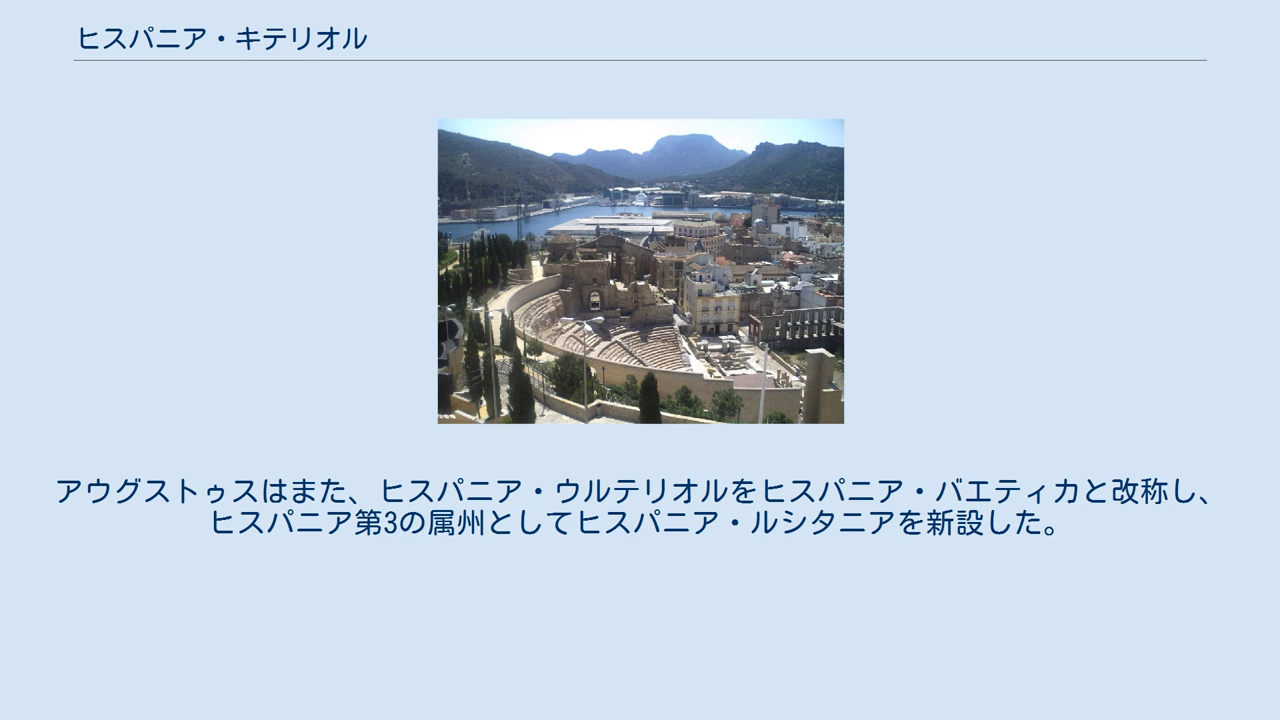 ヒスパニア・キテリオル
アウグストゥスはまた、ヒスパニア・ウルテリオルをヒスパニア・バエティカと改称し、
ヒスパニア第3の属州としてヒスパニア・ルシタニアを新設した。